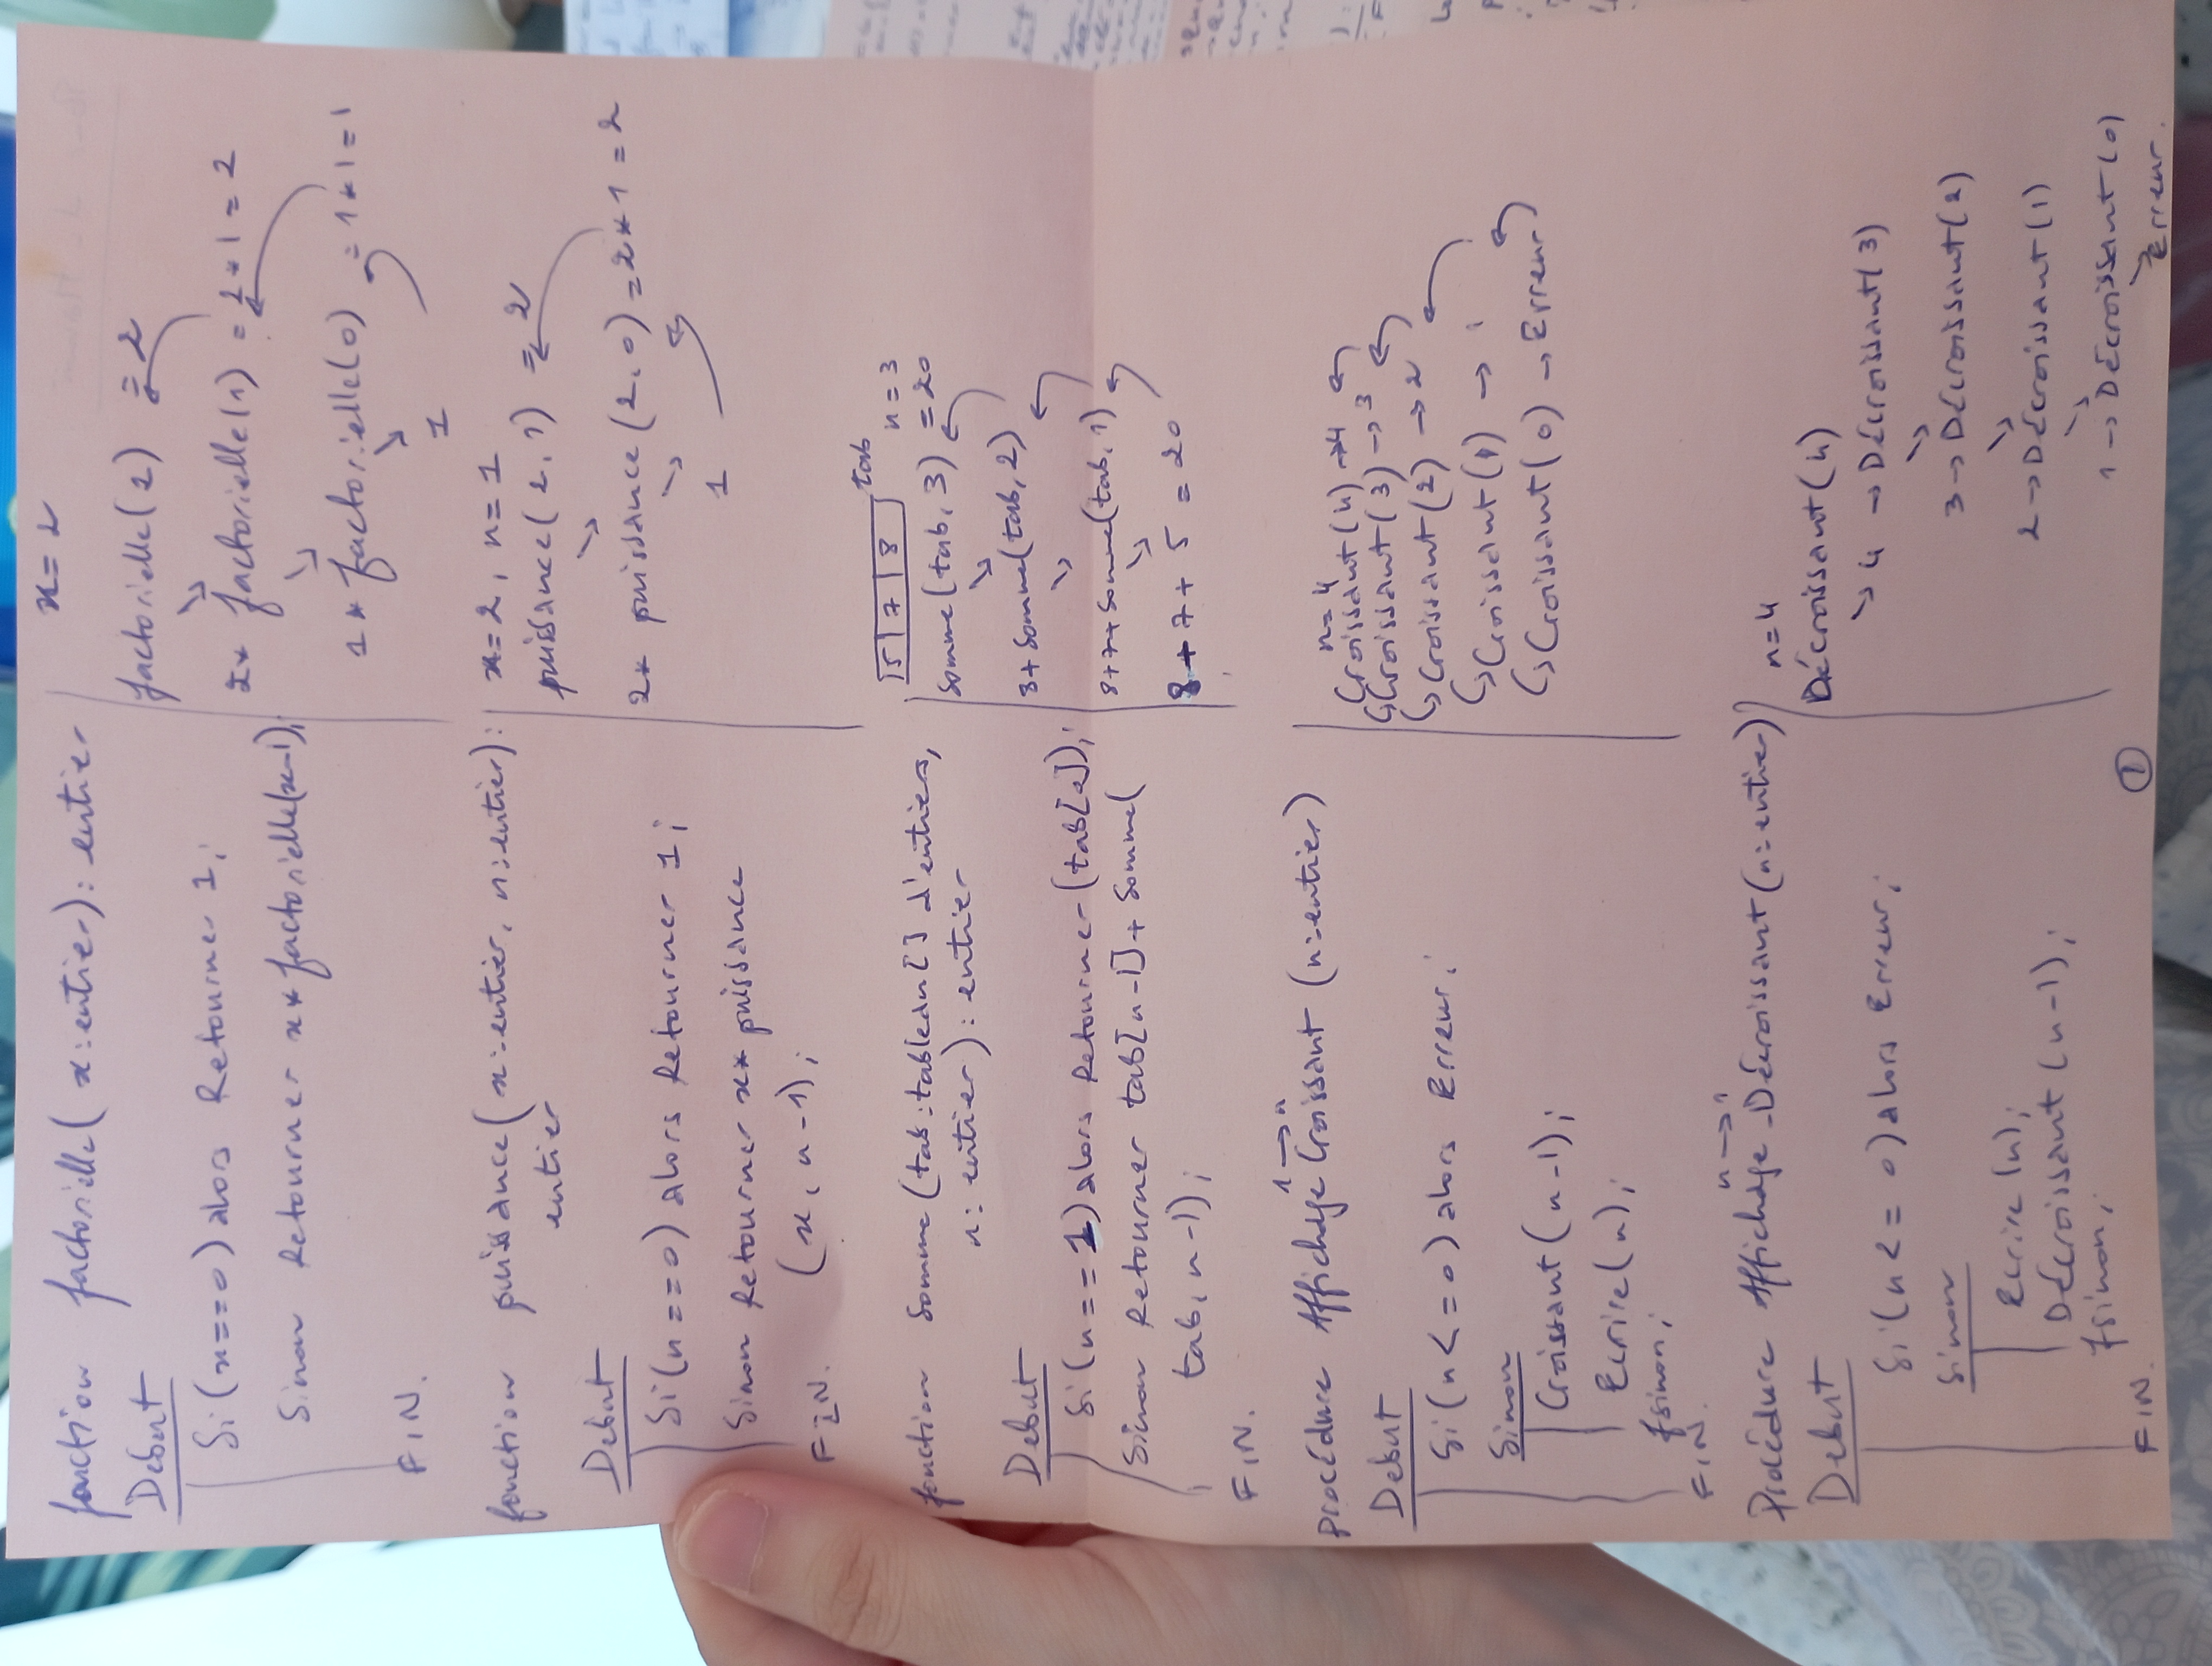 fonction factorielle( x:entier): entier
Debut
Si(x==0) alors Retourner 1;
Sinon Retourner x*factorielle(x-1);
FIN.
x=2
factorielle(2) = 2
2* factorielle(1) = 2*1 = 2
1* factorielle(0) = 1*1=1
1
fonction puissance( x:entier, n:entier):
entier
Debut
Si(n==0) alors Retourner 1;
Sinon Retourner x* puissance
(x, n-1);
FIN.
x=2, n=1
puissance(2,1) = 2
2* puissance(2,0) = 2*1 = 2
1
fonction Somme(tab:tableau[] d'entiers,
n: entier): entier
Debut
Si(n==1) alors Retourner(tab[0]);
Sinon Retourner tab[n-1]+ Somme(
tab, n-1);
FIN.
5 7 8 tab
n=3
Somme(tab, 3) = 20
8+Somme(tab, 2)
8+7+Somme(tab, 1)
8+7+ 5 = 20
1→n
Procédure Affichage Croissant (n:entier)
Debut
Si(n<=0) alors Erreur;
Sinon
Croissant(n-1);
Ecrire(n);
fsinon;
FIN.
n=4
Croissant(4) →4
↳Croissant(3) →3
↳Croissant(2) →2
↳Croissant(1) → 1
↳Croissant(0) →Erreur
n→1
Procédure Affichage-Décroissant(n:entier)
Debut
Si(n<= 0) alors Erreur;
Sinon
Ecrire(n);
Décroissant(n-1);
fsinon;
FIN.
n=4
Décroissant(4)
↘ 4 →Décroissant(3)
3→Décroissant(2)
2→Décroissant(1)
1→Décroissant(0)
Erreur.
1